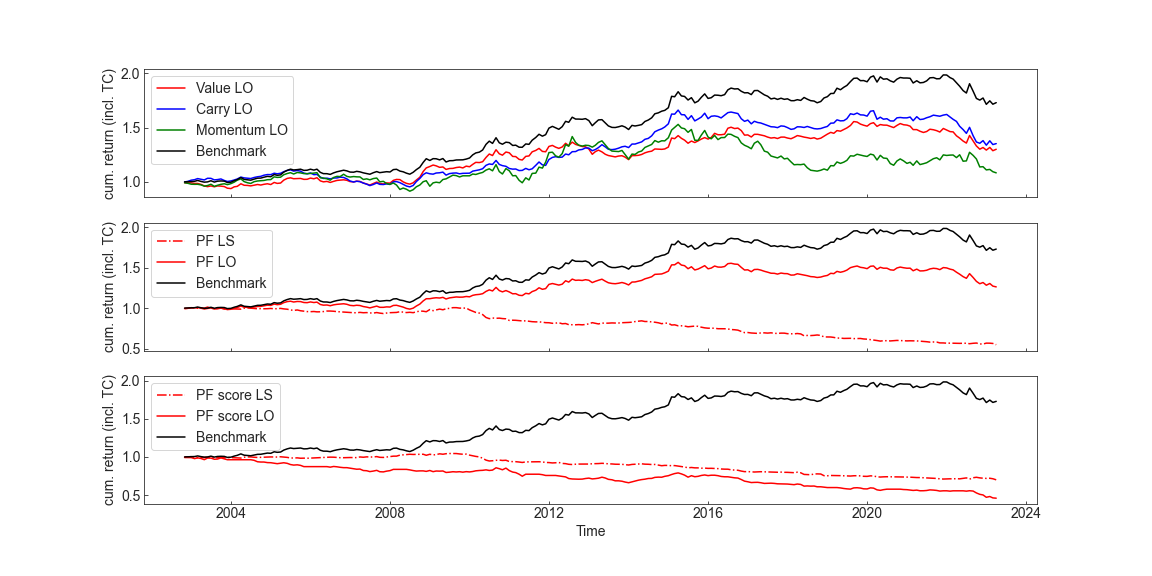 cum. return (incl. TC)
2.0
1.5
1.0
Value LO
Carry LO
Momentum LO
Benchmark
cum. return (incl. TC)
2.0
1.5
1.0
0.5
PF LS
PF LO
Benchmark
cum. return (incl. TC)
2.0
1.5
1.0
0.5
PF score LS
PF score LO
Benchmark
2004 2008 2012 2016 2020 2024
Time